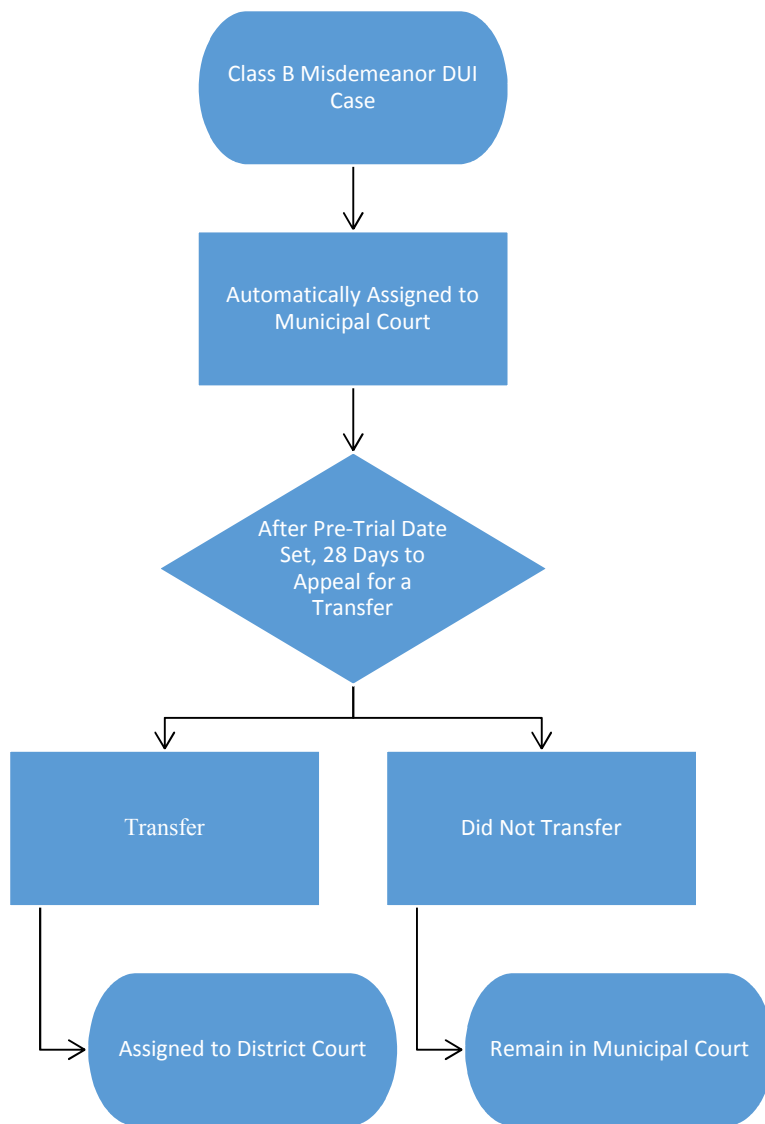 Class B Misdemeanor DUI
Case
Automatically Assigned to
Municipal Court
After Pre-Trial Date
Set, 28 Days to
Appeal for a
Transfer
Transfer
Did Not Transfer
Assigned to District Court
Remain in Municipal Court